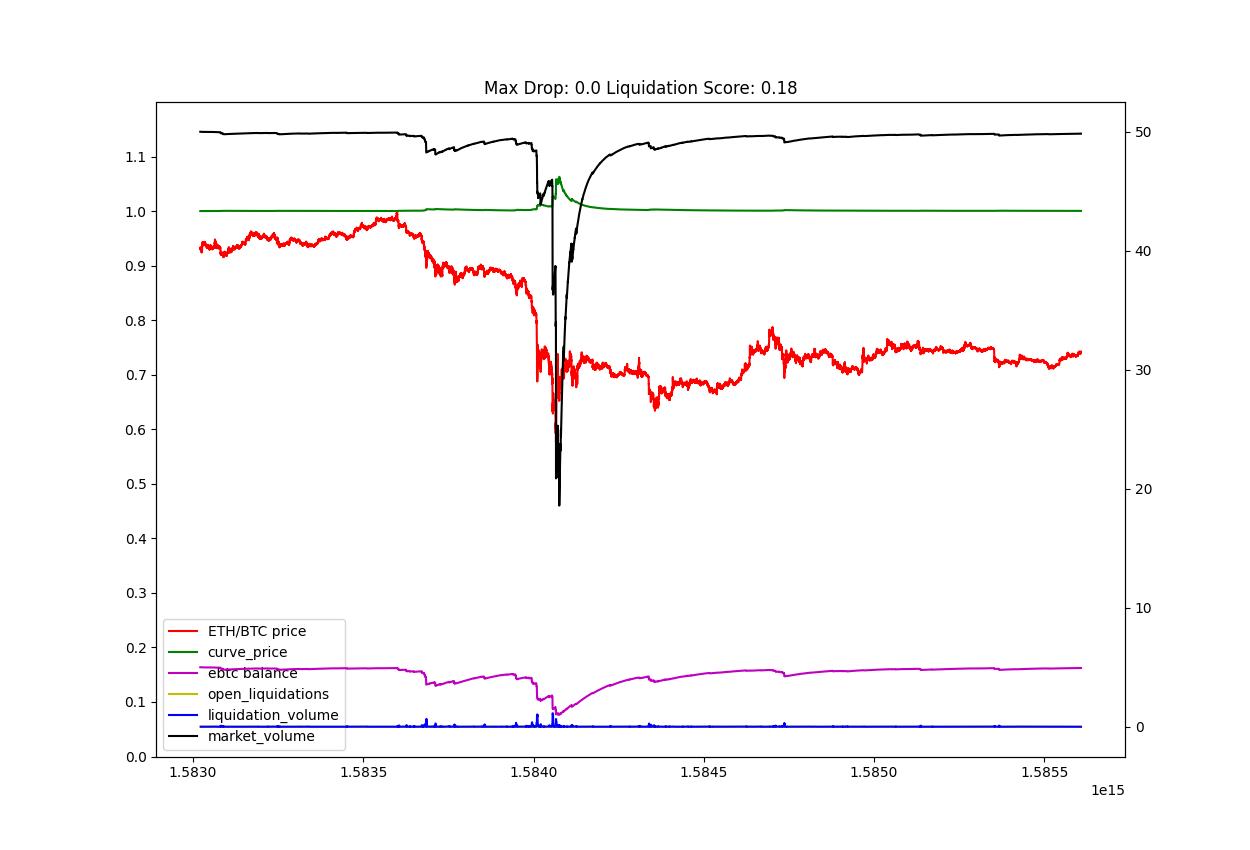 Max Drop: 0.0 Liquidation Score: 0.18
1.1
1.0
0.9
0.8
0.7
0.6
0.5
0.4
0.3
0.2
0.1
0.0
50
40
30
20
10
0
ETH/BTC price
curve_price
ebtc balance
open_liquidations
liquidation_volume
market_volume
1.5830 1.5835 1.5840 1.5845 1.5850 1.5855
1e15